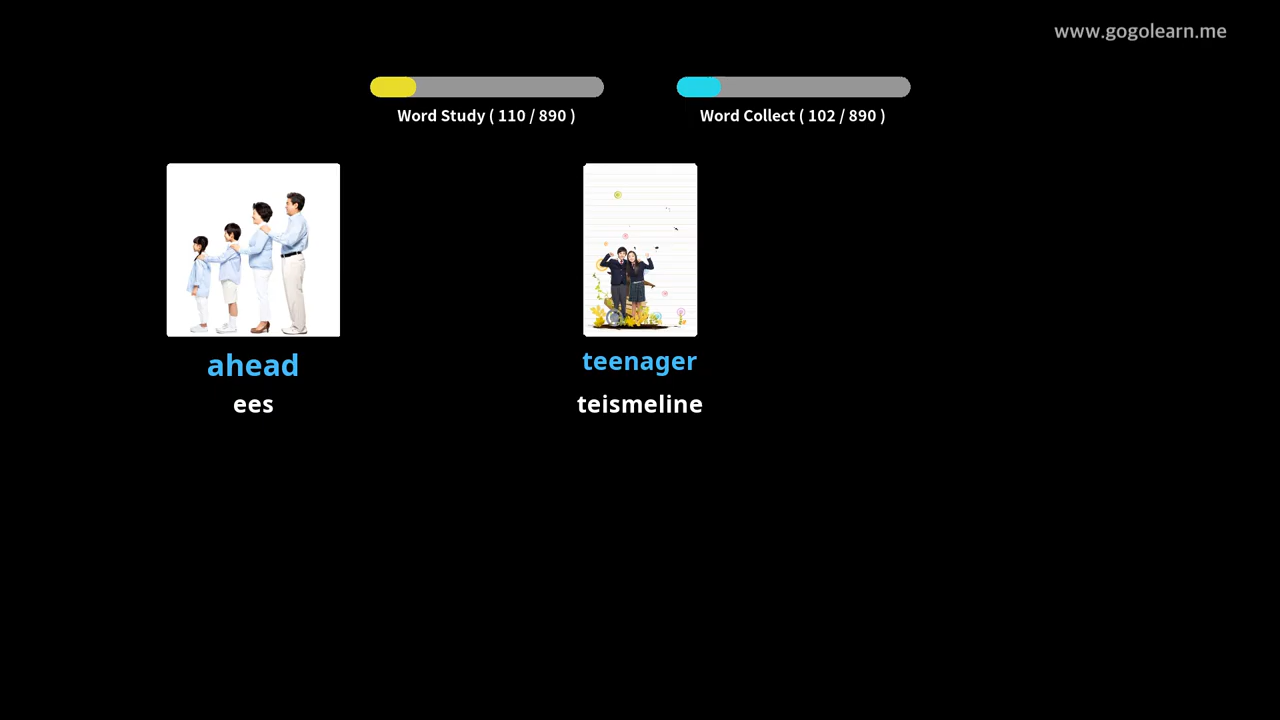 www.gogolearn.me
Word Study ( 110 / 890 )
Word Collect ( 102 / 890 )
ahead
ees
teenager
teismeline